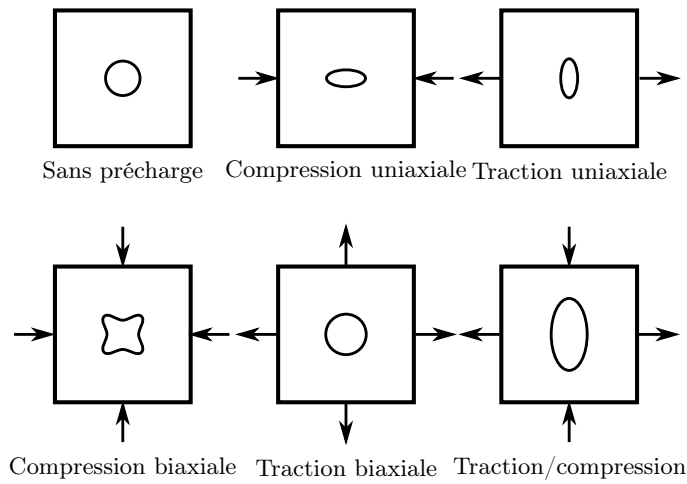 Sans précharge
Compression uniaxiale
Traction uniaxiale
Compression biaxiale
Traction biaxiale
Traction/compression